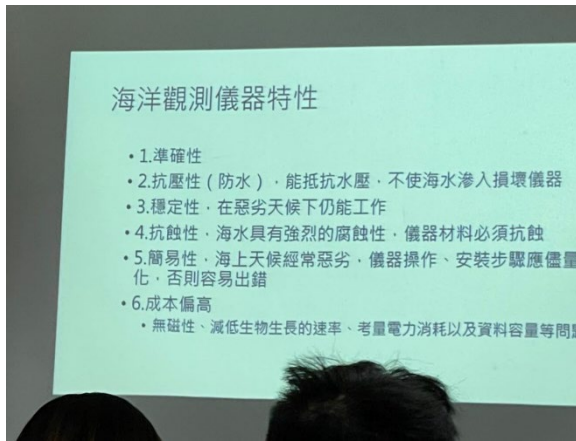 海洋觀測儀器特性
• 1.準確性
• 2.抗壓性（防水），能抵抗水壓，不使海水滲入損壞儀器
• 3.穩定性，在惡劣天候下仍能工作
• 4.抗蝕性，海水具有強烈的腐蝕性，儀器材料必須抗蝕
• 5.簡易性，海上天候經常惡劣，儀器操作、安裝步驟應儘量
化，否則容易出錯
• 6.成本偏高
• 無磁性、減低生物生長的速率、考量電力消耗以及資料容量等問題